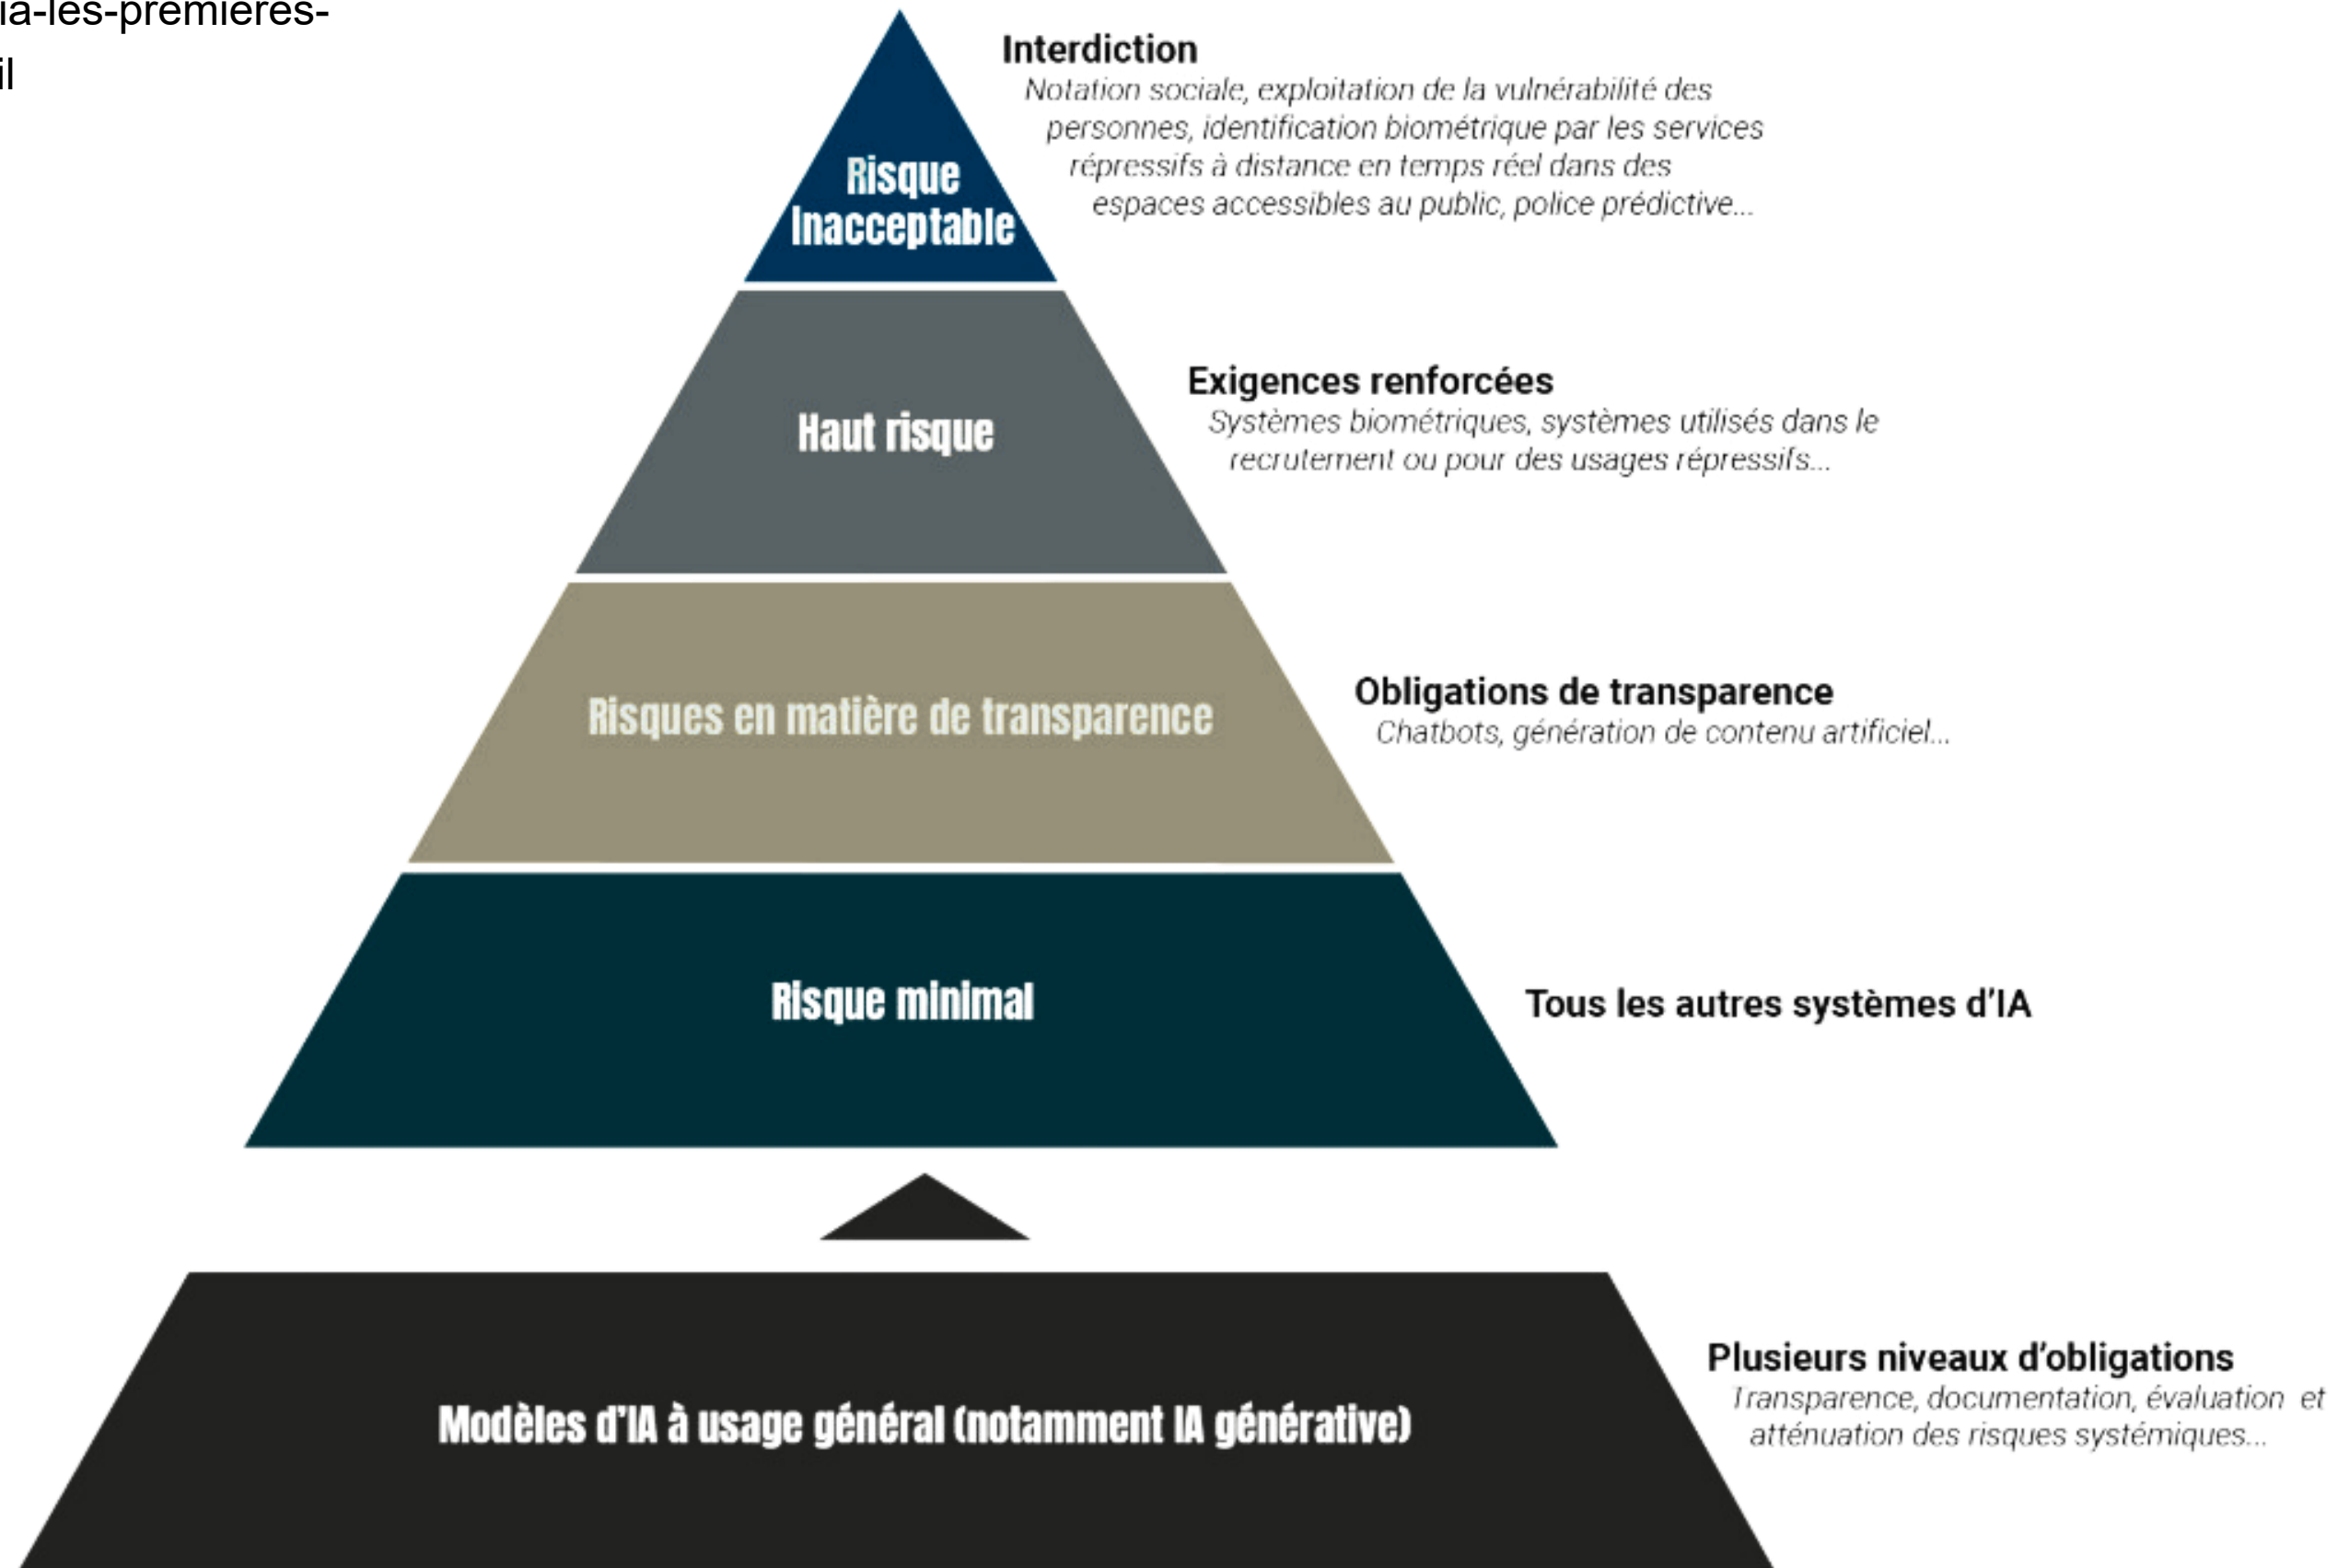 ia-les-premieres-
il
Interdiction
Notation sociale, exploitation de la vulnérabilité des
personnes, identification biométrique par les services
répressifs à distance en temps réel dans des
espaces accessibles au public, police prédictive...
Risque
Inacceptable
Haut risque
Exigences renforcées
Systèmes biométriques, systèmes utilisés dans le
recrutement ou pour des usages répressifs...
Risques en matière de transparence
Obligations de transparence
Chatbots, génération de contenu artificiel...
Risque minimal
Tous les autres systèmes d'IA
Modèles d'IA à usage général (notamment IA générative)
Plusieurs niveaux d'obligations
Transparence, documentation, évaluation et
atténuation des risques systémiques...